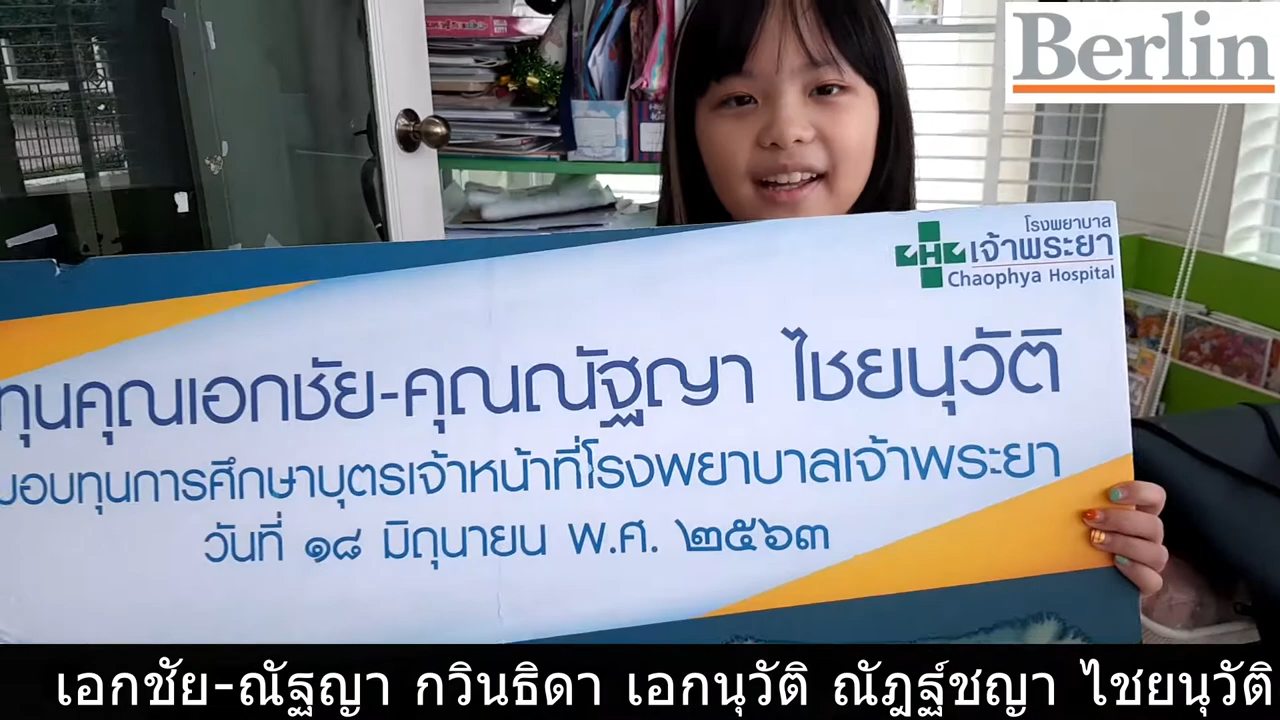 Berlin
โรงพยาบาล
เจ้าพระยา
CHC
Chaophya Hospital
ทุนคุณเอกชัย-คุณณัฐญา ไชยนุวัติ
มอบทุนการศึกษาบุตรเจ้าหน้าที่โรงพยาบาลเจ้าพระยา
วันที่ ๑๘ มิถุนายน พ.ศ. ๒๕๖๓
เอกชัย-ณัฐญา กวินธิดา เอกนุวัติ ณัฎฐ์ชญา ไชยนุวัติ